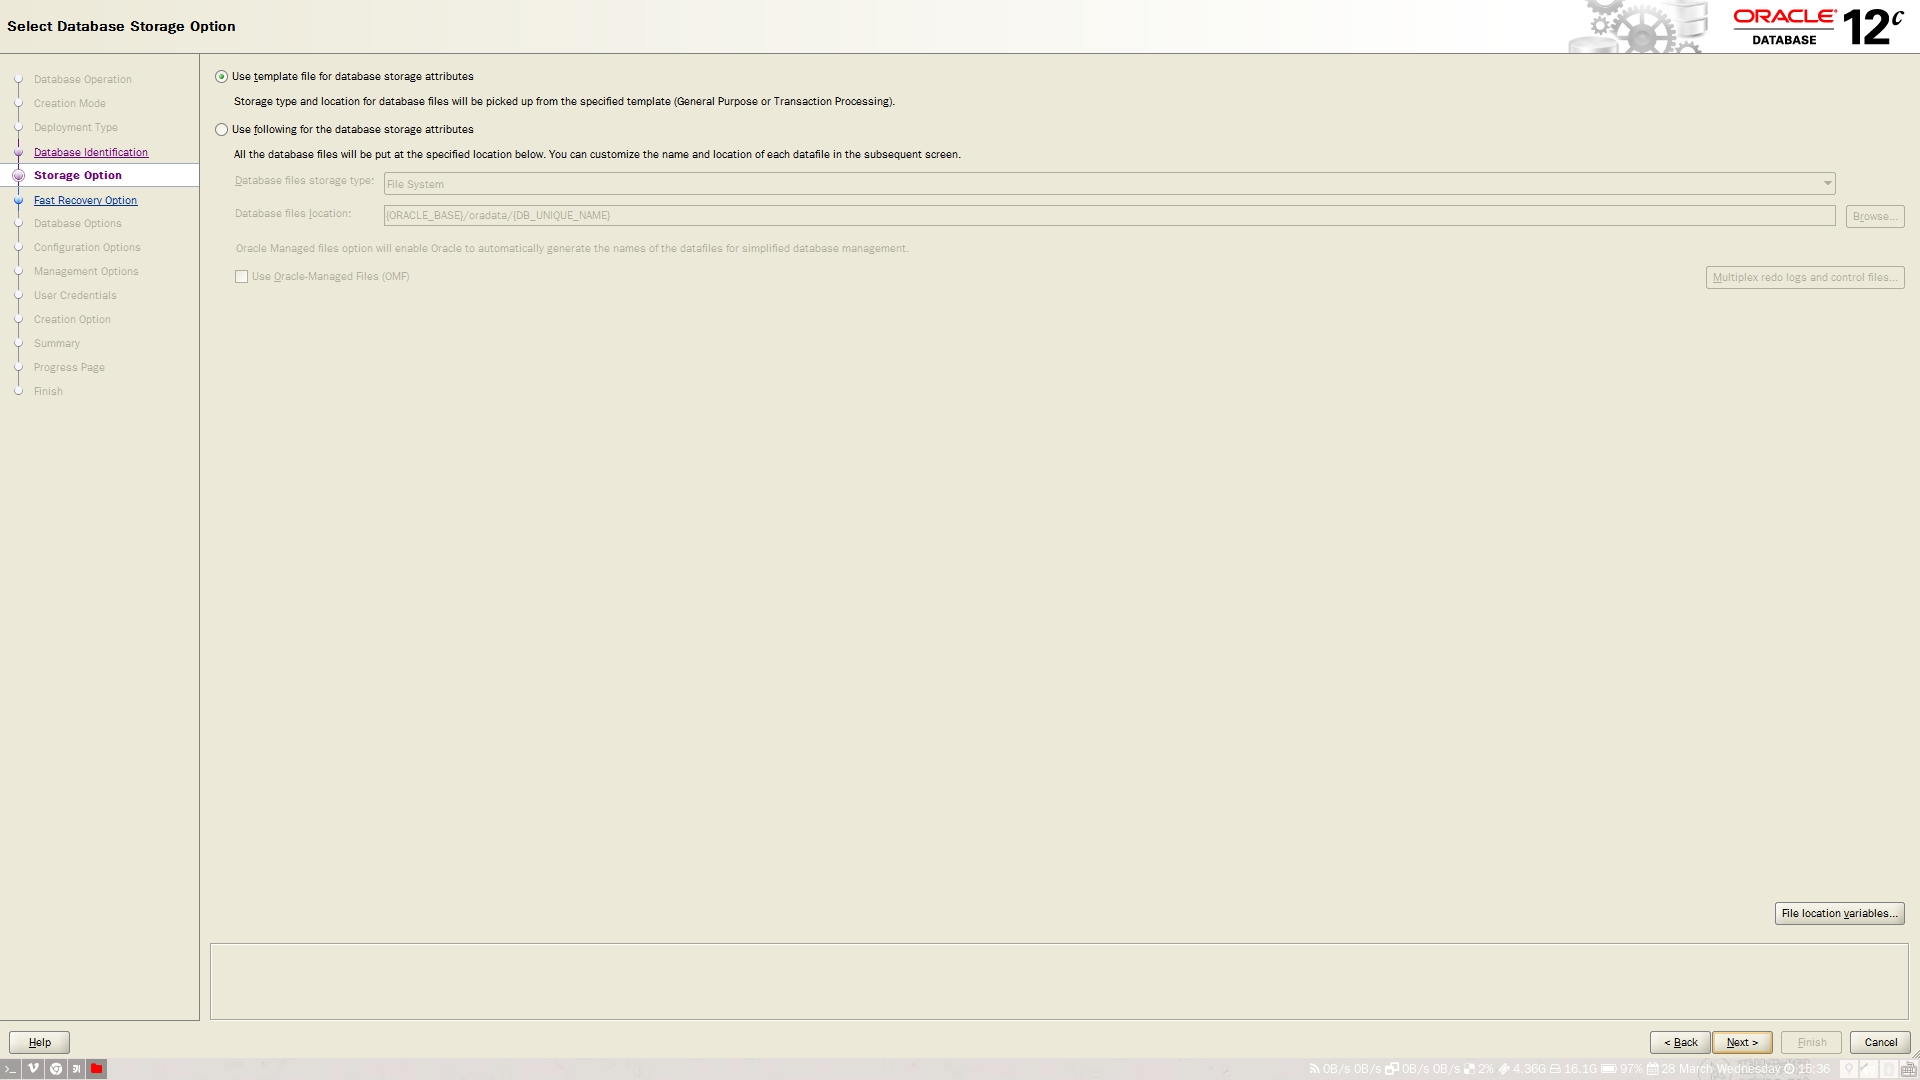 Select Database Storage Option
ORACLE
DATABASE
12c
Database Operation
Creation Mode
Deployment Type
Database Identification
Storage Option
Fast Recovery Option
Database Options
Configuration Options
Management Options
User Credentials
Creation Option
Summary
Progress Page
Finish
Use template file for database storage attributes
Storage type and location for database files will be picked up from the specified template (General Purpose or Transaction Processing).
Use following for the database storage attributes
All the database files will be put at the specified location below. You can customize the name and location of each datafile in the subsequent screen.
Database files storage type: File System
Database files location: {ORACLE_BASE}/oradata/{DB_UNIQUE_NAME} Browse...
Oracle Managed files option will enable Oracle to automatically generate the names of the datafiles for simplified database management.
Use Oracle-Managed Files (OMF) Multiplex redo logs and control files...
File location variables...
Help < Back Next > Finish Cancel
0B/s 0B/s 0B/s 0B/s 2% 4.36G 16.1G 97% 28 March Wednesday 15:36